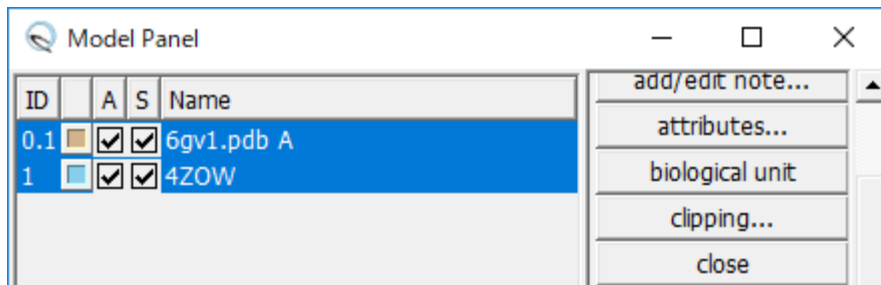 Model Panel
ID A S Name
0.1 6gv1.pdb A
1 4ZOW
add/edit note...
attributes...
biological unit
clipping...
close